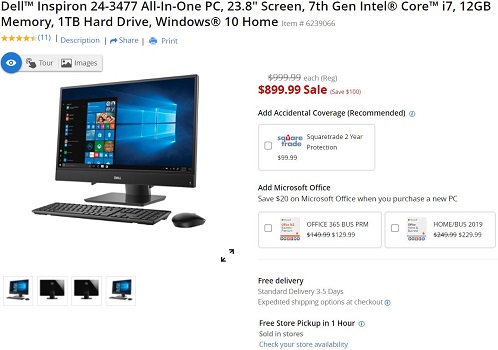 Dell™ Inspiron 24-3477 All-In-One PC, 23.8" Screen, 7th Gen Intel® Core™ i7, 12GB
Memory, 1TB Hard Drive, Windows® 10 Home Item # 6239066
(11) | Description | Share | Print
Tour
Images
$999.99 each (Reg)
$899.99 Sale (Save $100)
Add Accidental Coverage (Recommended)
square trade
Squaretrade 2 Year
Protection
$99.99
Add Microsoft Office
Save $20 on Microsoft Office when you purchase a new PC
OFFICE 365 BUS PRM
$149.99 $129.99
HOME/BUS 2019
$249.99 $229.99
Free delivery
Standard Delivery 3-5 Days
Expedited shipping options at checkout
Free Store Pickup in 1 Hour
Sold in stores
Check your store availability